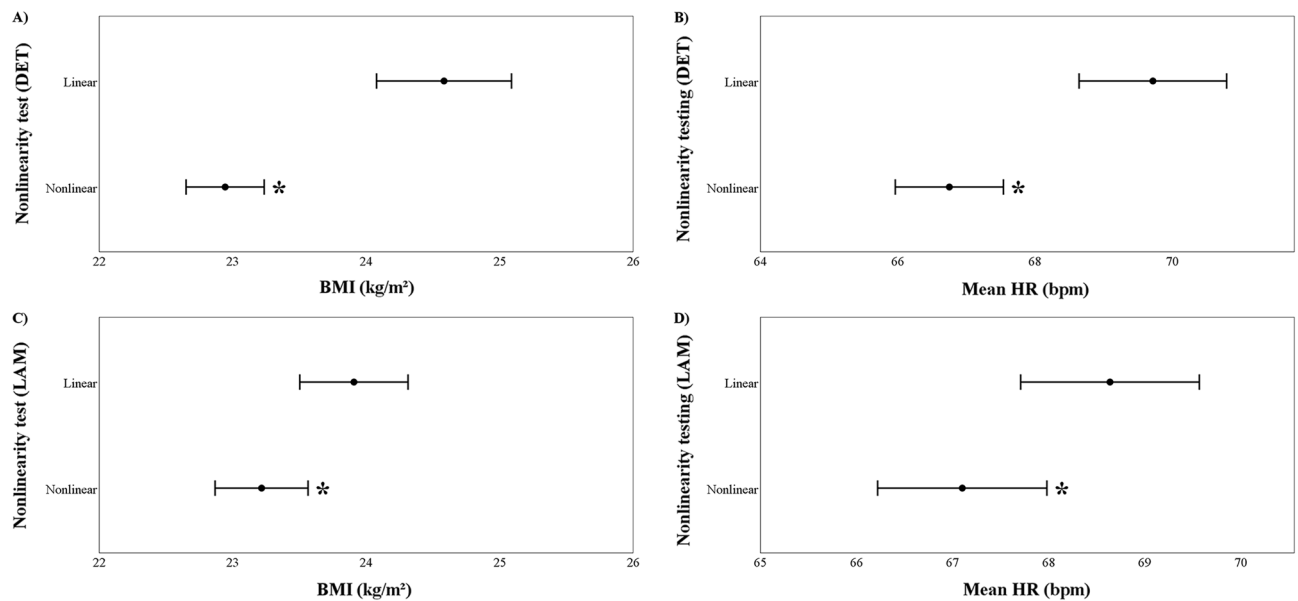 A)
Nonlinearity test (DET)
Linear
Nonlinear
*
22 23 24 25 26
BMI (kg/m²)
B)
Nonlinearity testing (DET)
Linear
Nonlinear
*
64 66 68 70
Mean HR (bpm)
C)
Nonlinearity test (LAM)
Linear
Nonlinear
*
22 23 24 25 26
BMI (kg/m²)
D)
Nonlinearity testing (LAM)
Linear
Nonlinear
*
65 66 67 68 69 70
Mean HR (bpm)